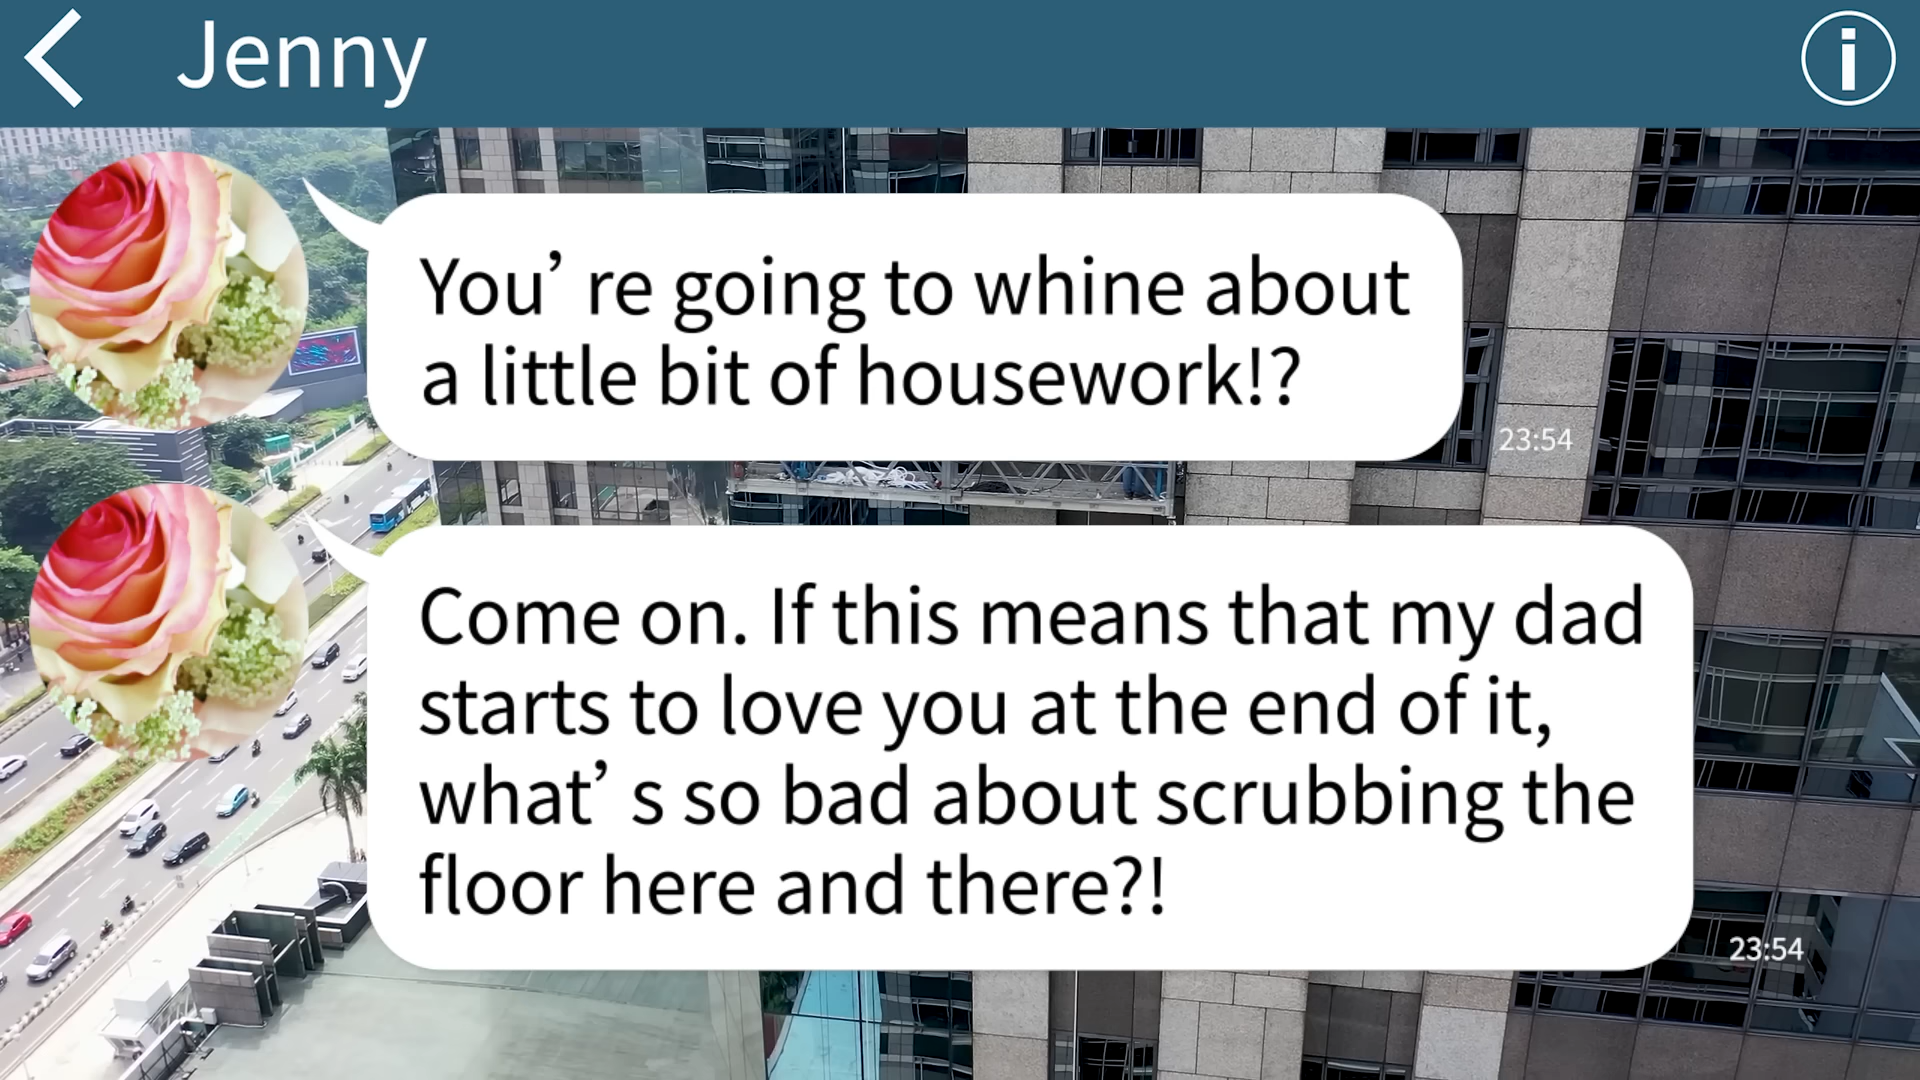 Jenny
You’ re going to whine about
a little bit of housework!?
23:54
Come on. If this means that my dad
starts to love you at the end of it,
what’ s so bad about scrubbing the
floor here and there?!
23:54